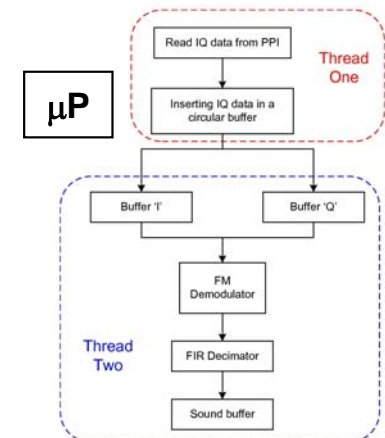 Read IQ data from PPI
Thread
One
μP
Inserting IQ data in a
circular buffer
Buffer 'I'
Buffer 'Q'
FM
Demodulator
Thread
Two
FIR Decimator
Sound buffer